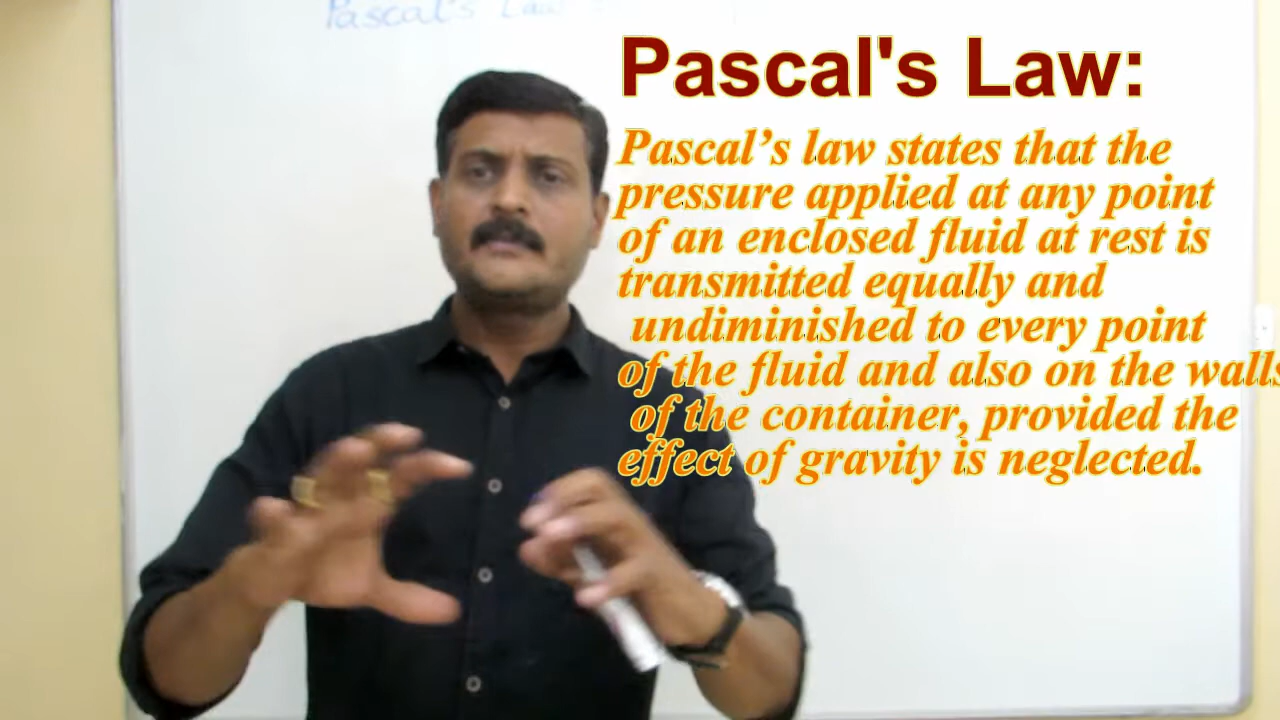 Pascal's Law :
Pascal's Law:
Pascal’s law states that the
pressure applied at any point
of an enclosed fluid at rest is
transmitted equally and
undiminished to every point
of the fluid and also on the walls
of the container, provided the
effect of gravity is neglected.